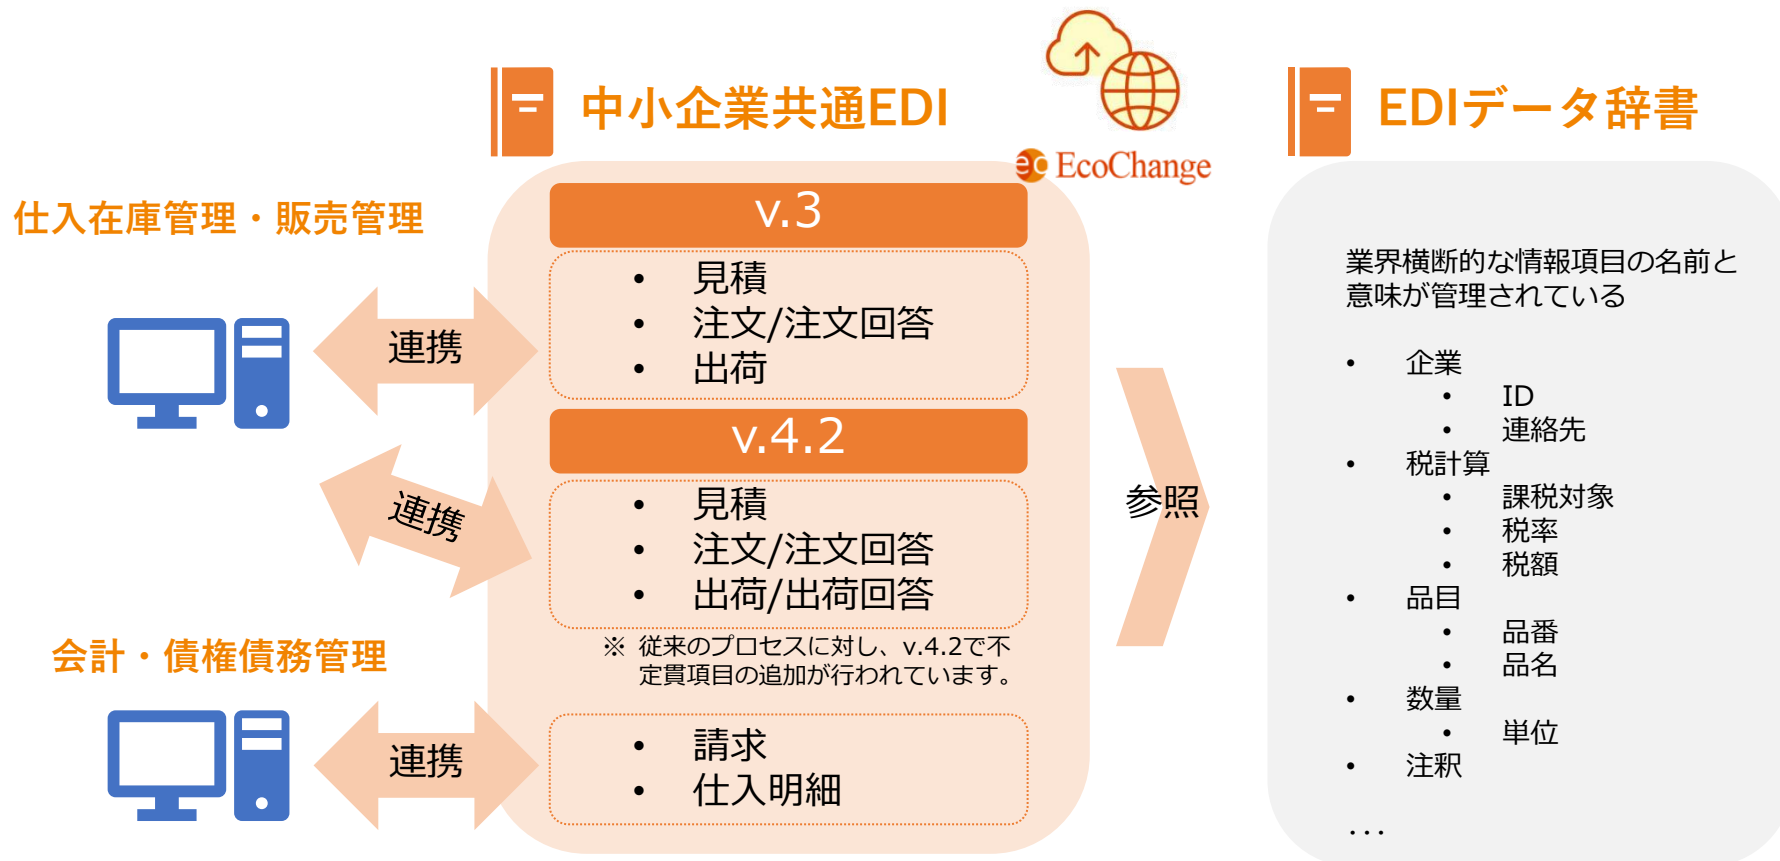 中小企業共通EDI
EcoChange
EDIデータ辞書
仕入在庫管理・販売管理
連携
v.3
• 見積
• 注文/注文回答
• 出荷
連携
v.4.2
• 見積
• 注文/注文回答
• 出荷/出荷回答
※ 従来のプロセスに対し、v.4.2で不
定貫項目の追加が行われています。
会計・債権債務管理
連携
• 請求
• 仕入明細
参照
業界横断的な情報項目の名前と
意味が管理されている
• 企業
• ID
• 連絡先
• 税計算
• 課税対象
• 税率
• 税額
• 品目
• 品番
• 品名
• 数量
• 単位
• 注釈
...